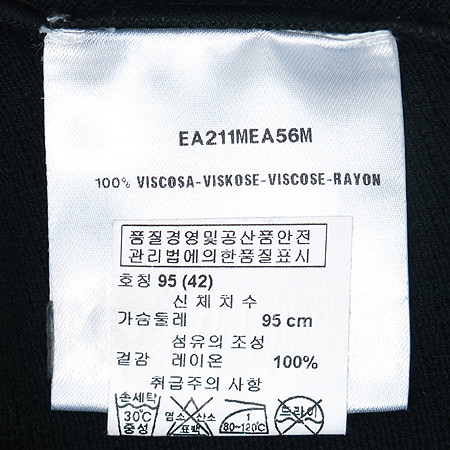 EA211MEA56M
100% VISCOSA-VISKOSE-VISCOSE-RAYON
품질경영및공산품안전
관리법에의한품질표시
호칭 95 (42)
신 체 치 수
가슴둘레 95 cm
섬유의 조성
겉감 레이온 100%
취급주의 사항
손세탁 염소 산소 1 드라이
30℃ 표백 80~120℃
중성